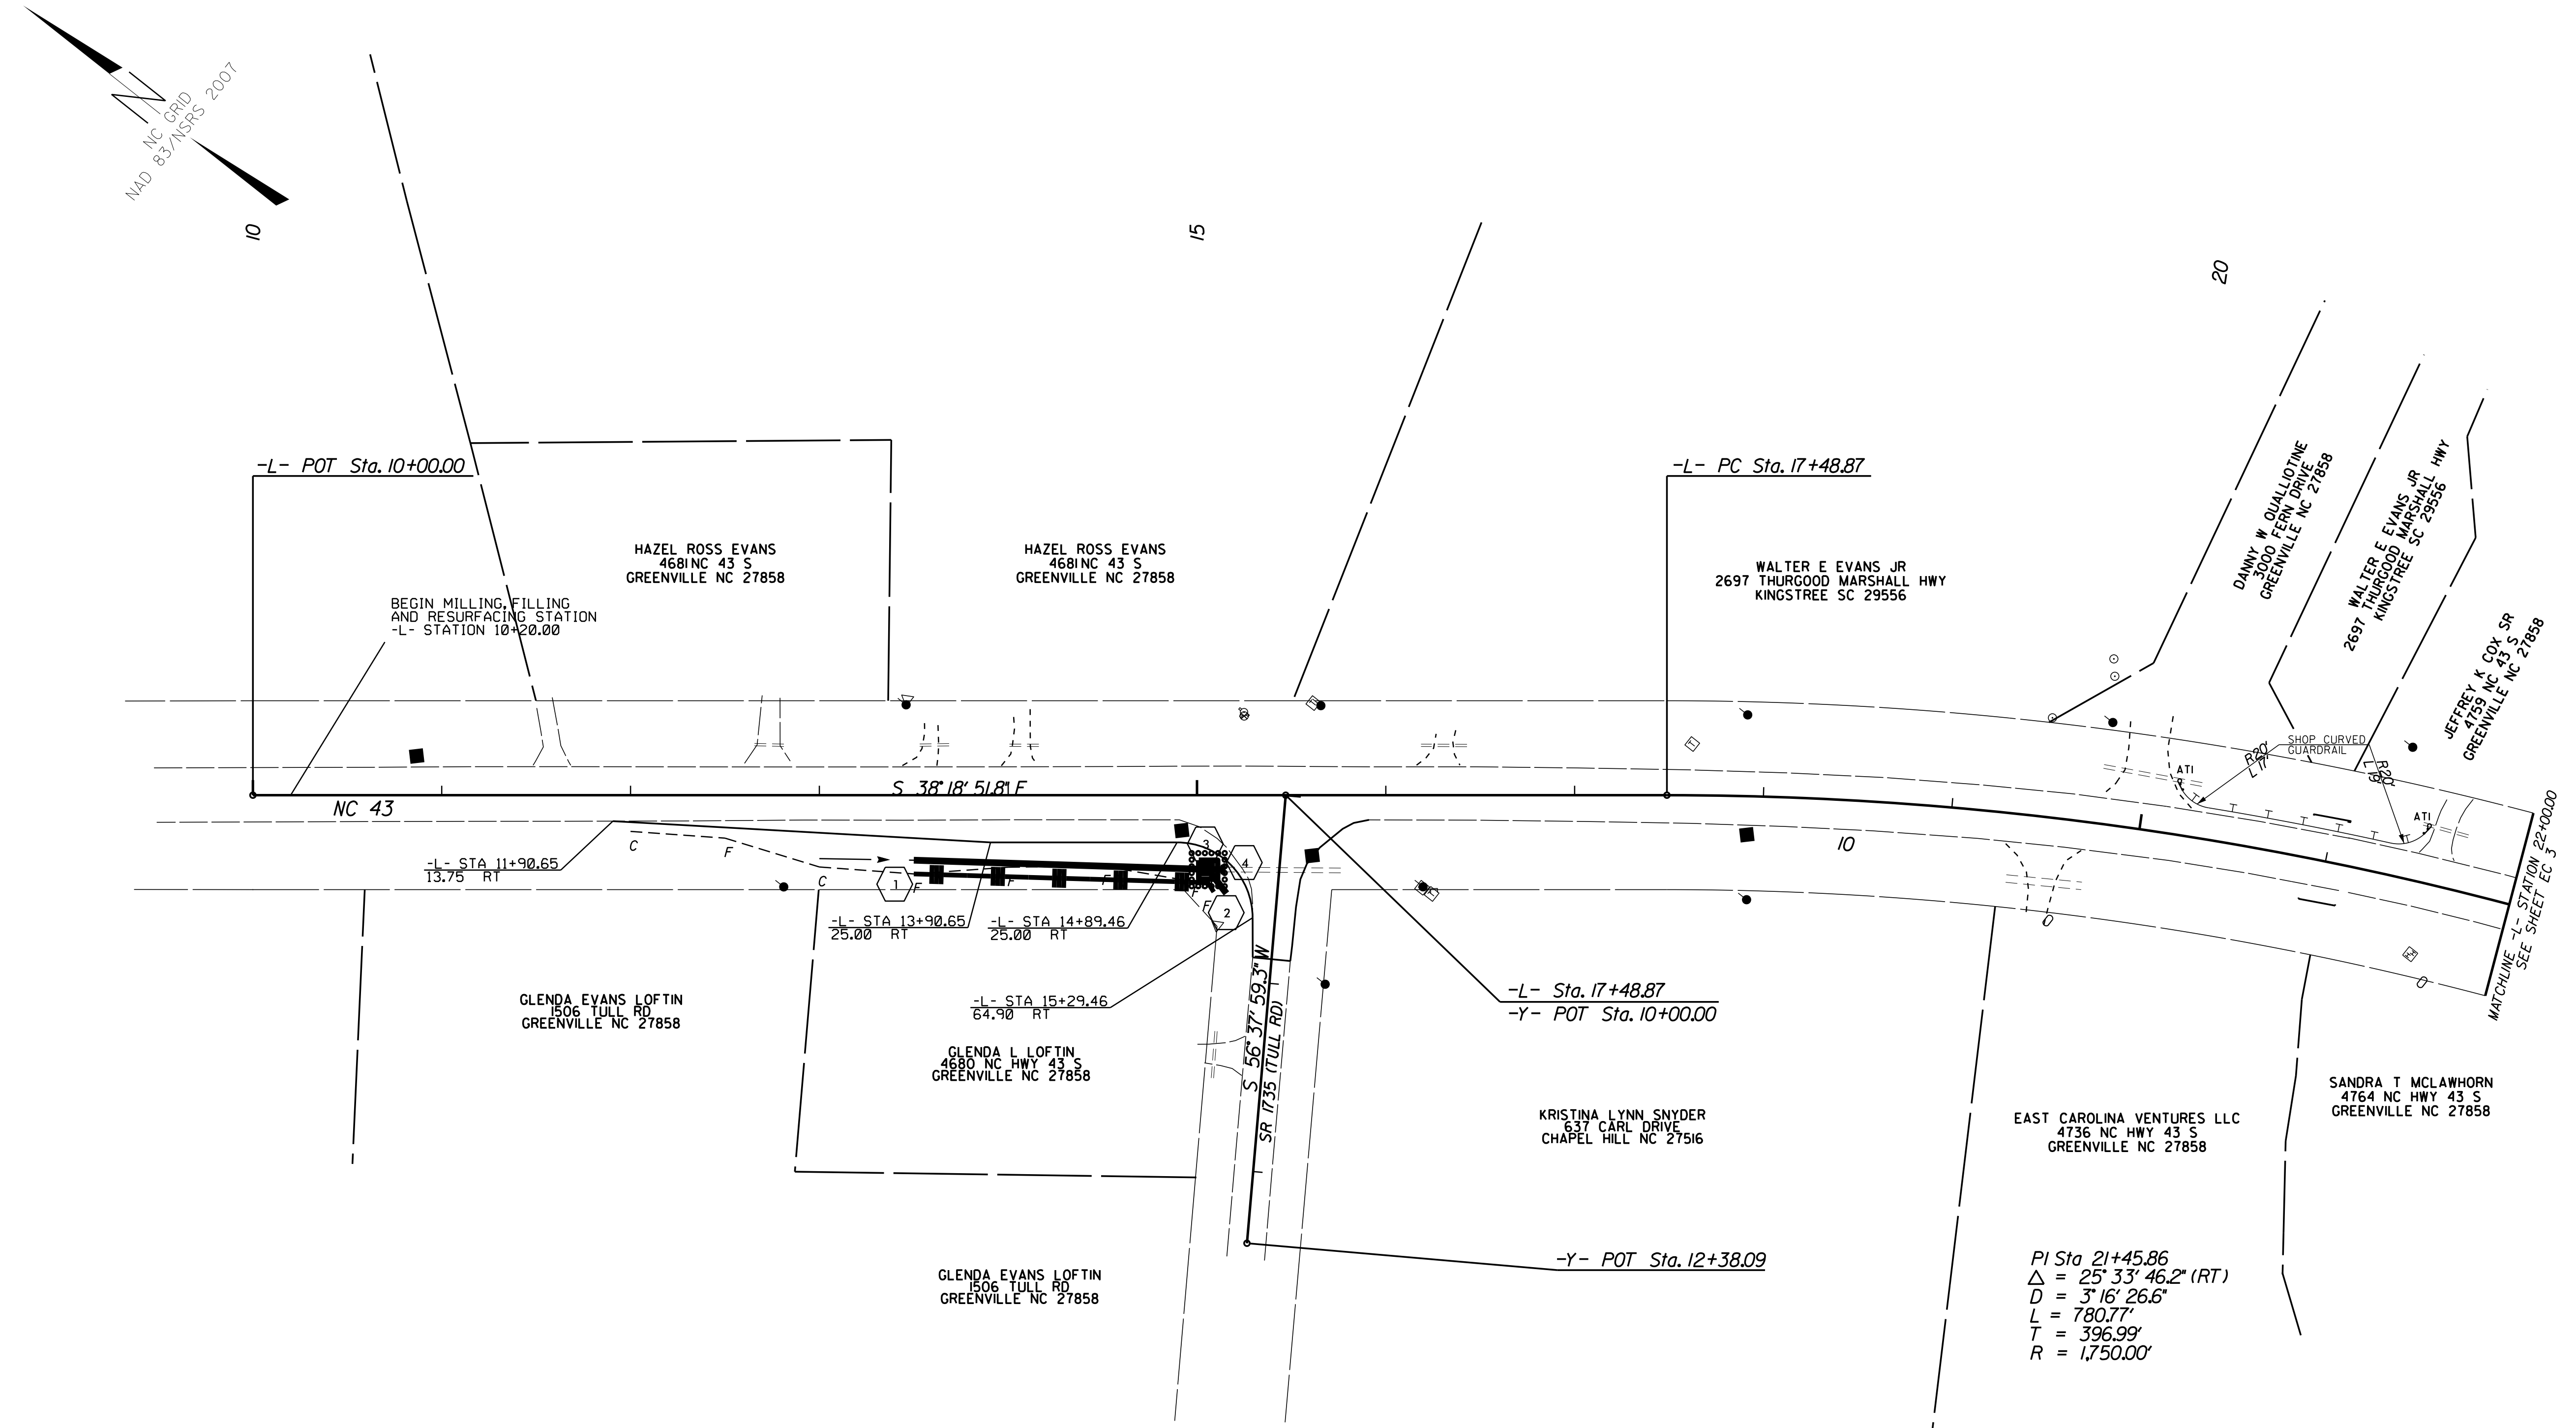 NC GRID
NAD 83/NSRS 2007
10
15
20
-L- POT Sta. 10+00.00
-L- PC Sta. 17+48.87
HAZEL ROSS EVANS
4681 NC 43 S
GREENVILLE NC 27858
HAZEL ROSS EVANS
4681 NC 43 S
GREENVILLE NC 27858
WALTER E EVANS JR
2697 THURGOOD MARSHALL HWY
KINGSTREE SC 29556
DANNY W QUALLIOTINE
3000 FERN DRIVE
GREENVILLE NC 27858
WALTER E EVANS JR
2697 THURGOOD MARSHALL HWY
KINGSTREE SC 29556
JEFFREY K COX SR
4759 NC 43 S
GREENVILLE NC 27858
BEGIN MILLING, FILLING
AND RESURFACING STATION
-L- STATION 10+20.00
SHOP CURVED
GUARDRAIL
R20'
L 17'
R20'
L 19'
ATI
ATI
T
T
T
T
T
T
T
T
S 38° 18' 51.8" E
NC 43
10
C
F
C
F
F
F
F
F
1
2
3
4
-L- STA 11+90.65
13.75 RT
-L- STA 13+90.65
25.00 RT
-L- STA 14+89.46
25.00 RT
-L- STA 15+29.46
64.90 RT
S 56° 37' 59.3" W
SR 1735 (TULL RD)
-L- Sta. 17+48.87
-Y- POT Sta. 10+00.00
MATCHLINE -L- STATION 22+00.00
SEE SHEET EC 3
GLENDA EVANS LOFTIN
1506 TULL RD
GREENVILLE NC 27858
GLENDA L LOFTIN
4680 NC HWY 43 S
GREENVILLE NC 27858
KRISTINA LYNN SNYDER
637 CARL DRIVE
CHAPEL HILL NC 27516
EAST CAROLINA VENTURES LLC
4736 NC HWY 43 S
GREENVILLE NC 27858
SANDRA T MCLAWHORN
4764 NC HWY 43 S
GREENVILLE NC 27858
-Y- POT Sta. 12+38.09
GLENDA EVANS LOFTIN
1506 TULL RD
GREENVILLE NC 27858
PI Sta 21+45.86
△ = 25° 33' 46.2" (RT)
D = 3° 16' 26.6"
L = 780.77'
T = 396.99'
R = 1,750.00'